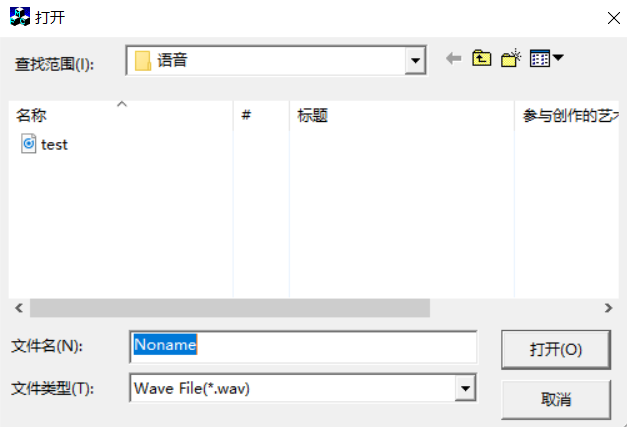 打开
查找范围(I):
语音
名称 # 标题 参与创作的艺术
test
文件名(N): Noname 打开(O)
文件类型(T): Wave File(*.wav) 取消